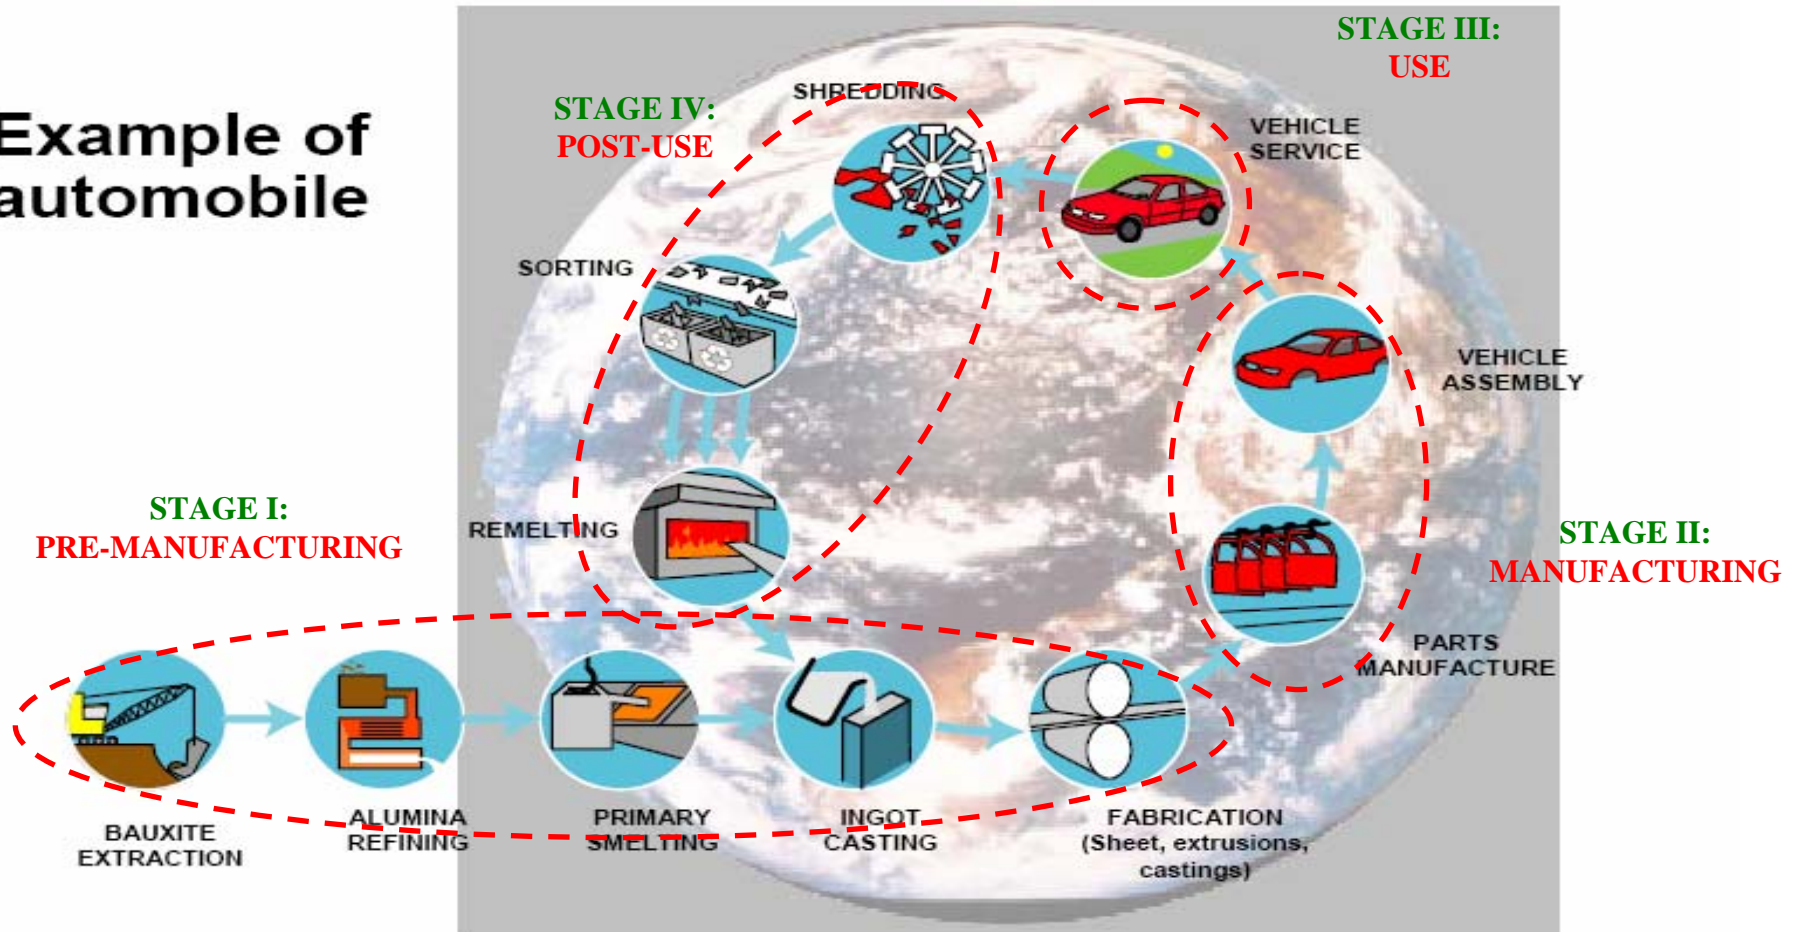 Example of
automobile
STAGE III:
USE
SHREDDING
STAGE IV:
POST-USE
VEHICLE
SERVICE
SORTING
VEHICLE
ASSEMBLY
STAGE I:
PRE-MANUFACTURING
REMELTING
STAGE II:
MANUFACTURING
PARTS
MANUFACTURE
BAUXITE
EXTRACTION
ALUMINA
REFINING
PRIMARY
SMELTING
INGOT
CASTING
FABRICATION
(Sheet, extrusions,
castings)